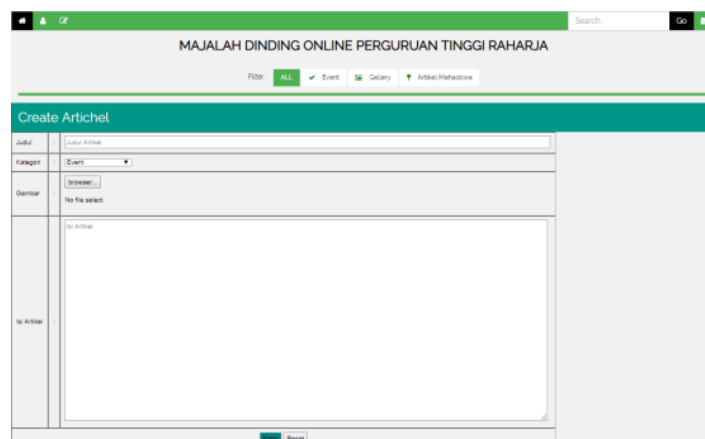 Search.
Go
MAJALAH DINDING ONLINE PERGURUAN TINGGI RAHARJA
Filter ALL Event Gallery Artikel Mahasiswa
Create Artichel
Judul : Judul Artikel
Kategori : Event
Gambar : browser...
No file select.
Isi Artikel : Isi Artikel
Reset